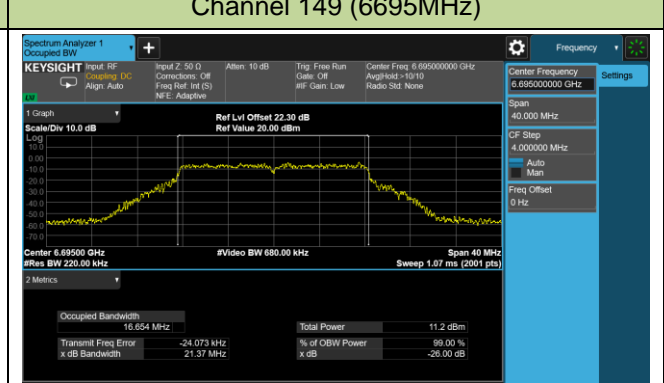 Channel 149 (6695MHz)
Spectrum Analyzer 1
Occupied BW
Frequency
KEYSIGHT
Input: RF
Coupling: DC
Align: Auto
Input Z: 50 Ω
Corrections: Off
Freq Ref: Int (S)
NFE: Adaptive
Atten: 10 dB
Trig: Free Run
Gate: Off
#IF Gain: Low
Center Freq: 6.695000000 GHz
Avg|Hold:>10/10
Radio Std: None
Center Frequency
6.695000000 GHz
Settings
Span
40.000 MHz
CF Step
4.000000 MHz
Auto
Man
Freq Offset
0 Hz
1 Graph
Scale/Div 10.0 dB
Ref Lvl Offset 22.30 dB
Ref Value 20.00 dBm
Log
10.0
0.00
-10.0
-20.0
-30.0
-40.0
-50.0
-60.0
-70.0
Center 6.69500 GHz
#Res BW 220.00 kHz
#Video BW 680.00 kHz
Span 40 MHz
Sweep 1.07 ms (2001 pts)
2 Metrics
Occupied Bandwidth
16.654 MHz
Total Power 11.2 dBm
Transmit Freq Error -24.073 kHz
% of OBW Power 99.00 %
x dB Bandwidth 21.37 MHz
x dB -26.00 dB